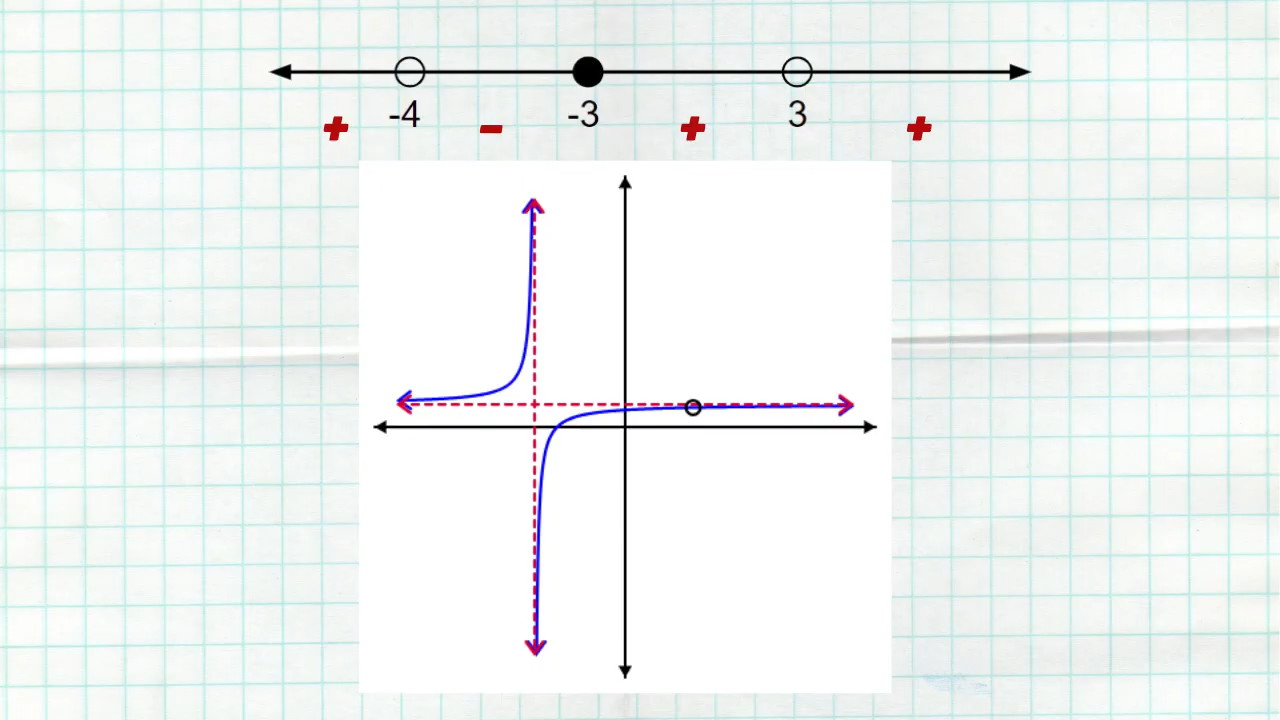 -4 -3 3
+ − + +